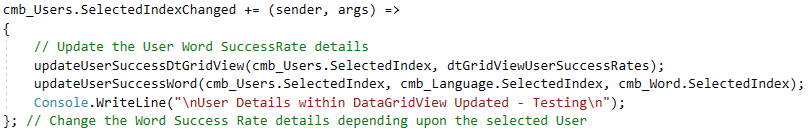 cmb_Users.SelectedIndexChanged += (sender, args) =>
{
    // Update the User Word SuccessRate details
    updateUserSuccessDtGridView(cmb_Users.SelectedIndex, dtGridViewUserSuccessRates);
    updateUserSuccessWord(cmb_Users.SelectedIndex, cmb_Language.SelectedIndex, cmb_Word.SelectedIndex);
    Console.WriteLine("\nUser Details within DataGridView Updated - Testing\n");
}; // Change the Word Success Rate details depending upon the selected User